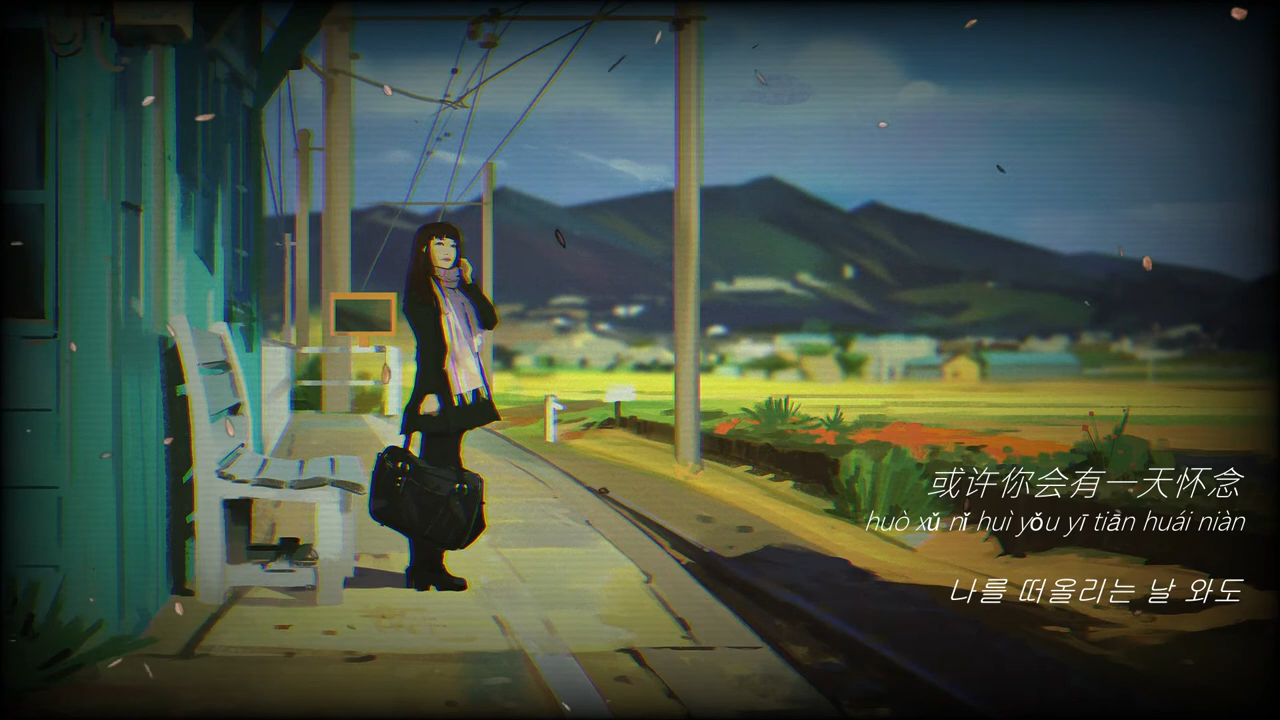 或许你会有一天怀念
huò xǔ nǐ huì yǒu yī tiān huái niàn
나를 떠올리는 날 와도